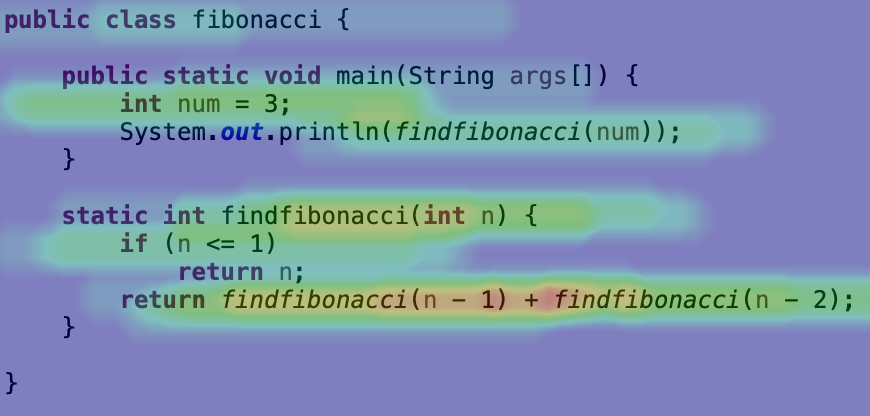 public class fibonacci {
public static void main(String args[]) {
int num = 3;
System.out.println(findfibonacci(num));
}
static int findfibonacci(int n) {
if (n <= 1)
return n;
return findfibonacci(n - 1) + findfibonacci(n - 2);
}
}